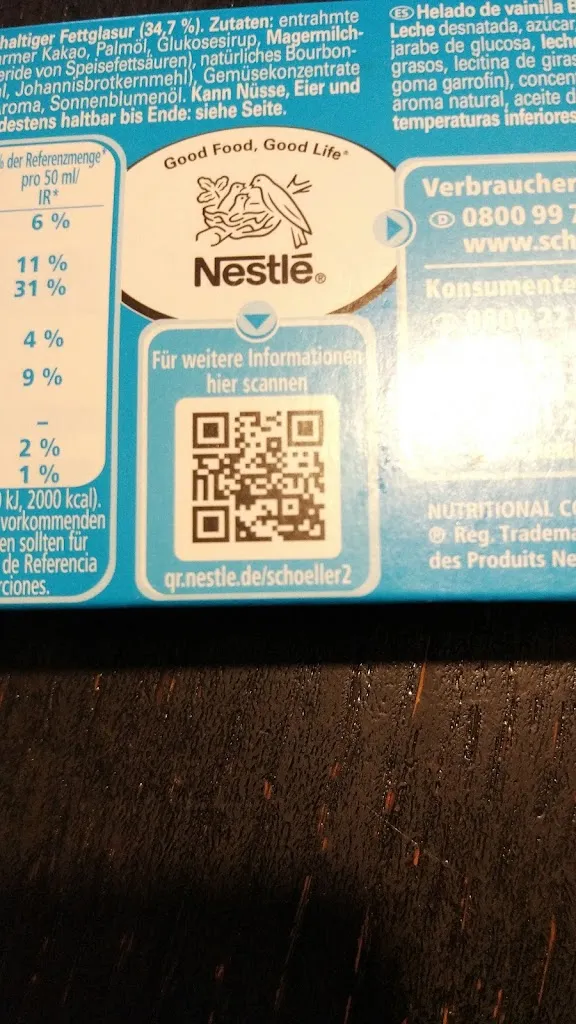 haltiger Fettglasur (34,7 %). Zutaten: entrahmte
armer Kakao, Palmöl, Glukosesirup, Magermilch-
eride von Speisefettsäuren), natürliches Bourbon-
l, Johannisbrotkernmehl), Gemüsekonzentrate
Aroma, Sonnenblumenöl. Kann Nüsse, Eier und
destens haltbar bis Ende: siehe Seite.
ES Helado de vainilla B
Leche desnatada, azúcar
jarabe de glucosa, leche
grasos, lecitina de giras
goma garrofín), concen
aroma natural, aceite d
temperaturas inferiores
% der Referenzmenge*
pro 50 ml/
IR*
6 %
11 %
31 %
4 %
9 %
–
2 %
1 %
kJ, 2000 kcal).
vorkommenden
en sollten für
de Referencia
rciones.
Good Food, Good Life®
Nestlé®
Für weitere Informationen
hier scannen
qr.nestle.de/schoeller2
Verbraucher
D 0800 99 7
www.sch
Konsumente
NUTRITIONAL CO
® Reg. Tradema
des Produits Ne